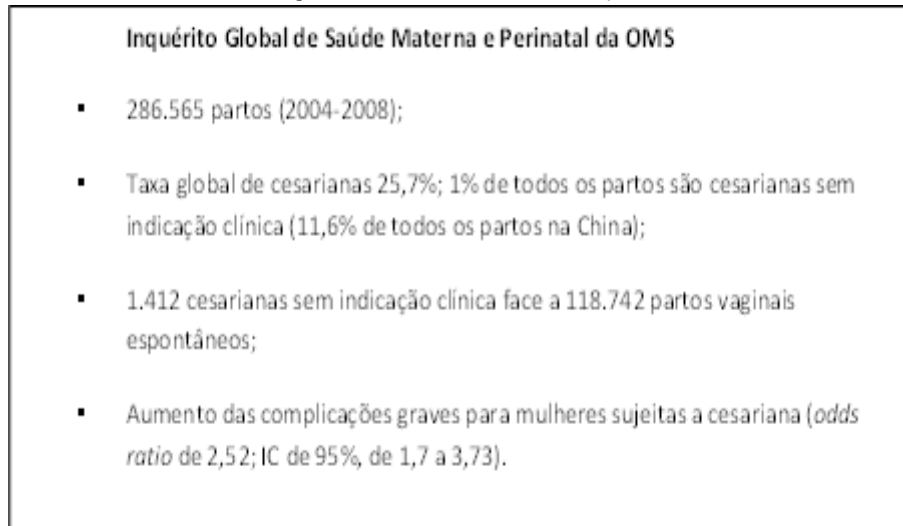 Inquérito Global de Saúde Materna e Perinatal da OMS
▪ 286.565 partos (2004-2008);
▪ Taxa global de cesarianas 25,7%; 1% de todos os partos são cesarianas sem
indicação clínica (11,6% de todos os partos na China);
▪ 1.412 cesarianas sem indicação clínica face a 118.742 partos vaginais
espontâneos;
▪ Aumento das complicações graves para mulheres sujeitas a cesariana (odds
ratio de 2,52; IC de 95%, de 1,7 a 3,73).